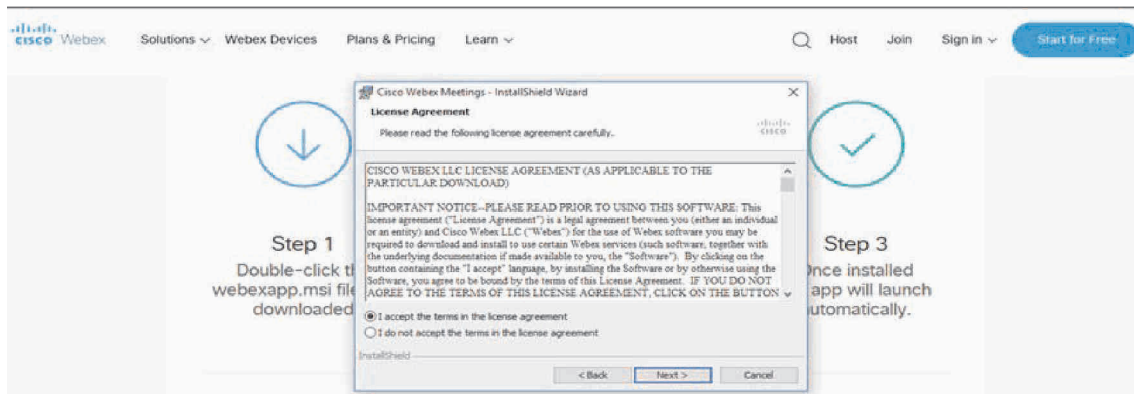 CISCO Webex Solutions Webex Devices Plans & Pricing Learn Host Join Sign in Start for Free
Cisco Webex Meetings - InstallShield Wizard
License Agreement
Please read the following license agreement carefully.
CISCO
CISCO WEBEX LLC LICENSE AGREEMENT (AS APPLICABLE TO THE
PARTICULAR DOWNLOAD)
IMPORTANT NOTICE--PLEASE READ PRIOR TO USING THIS SOFTWARE: This
license agreement ("License Agreement") is a legal agreement between you (either an individual
or an entity) and Cisco Webex LLC ("Webex") for the use of Webex software you may be
required to download and install to use certain Webex services (such software, together with
the underlying documentation if made available to you, the "Software"). By clicking on the
button containing the "I accept" language, by installing the Software or by otherwise using the
Software, you agree to be bound by the terms of this License Agreement. IF YOU DO NOT
AGREE TO THE TERMS OF THIS LICENSE AGREEMENT, CLICK ON THE BUTTON
I accept the terms in the license agreement
I do not accept the terms in the license agreement
InstallShield
< Back Next > Cancel
Step 1
Double-click
webexapp.msi
downloaded
Step 3
installed
app will launch